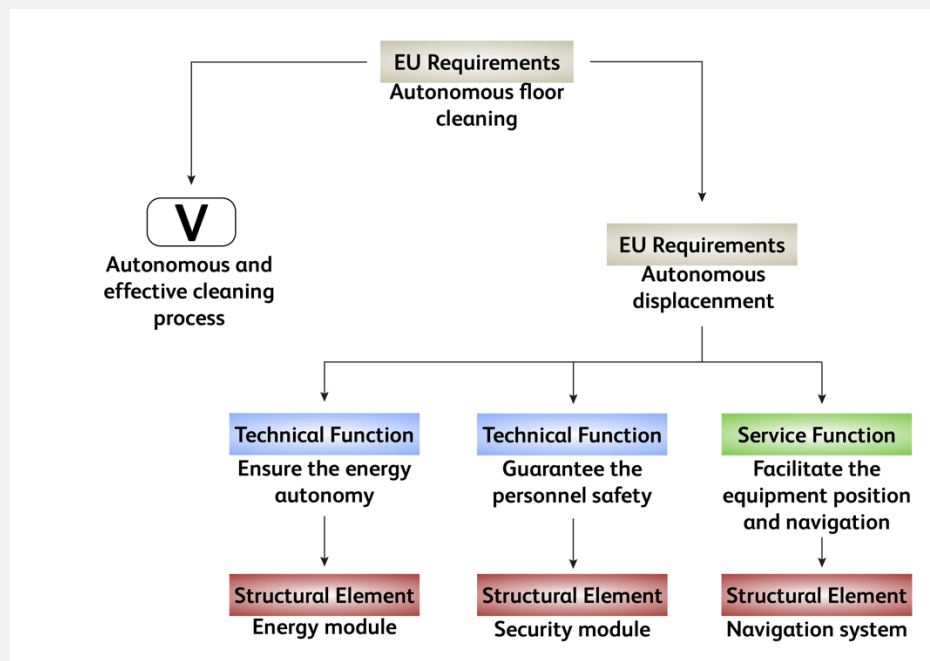 EU Requirements
Autonomous floor
cleaning
V
Autonomous and
effective cleaning
process
EU Requirements
Autonomous
displacenment
Technical Function
Ensure the energy
autonomy
Technical Function
Guarantee the
personnel safety
Service Function
Facilitate the
equipment position
and navigation
Structural Element
Energy module
Structural Element
Security module
Structural Element
Navigation system